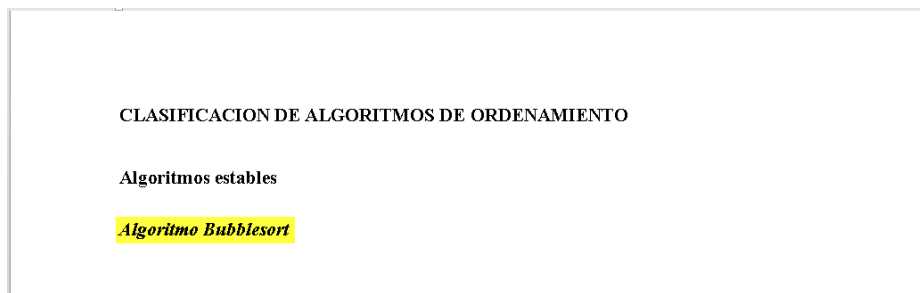 CLASIFICACION DE ALGORITMOS DE ORDENAMIENTO
Algoritmos estables
Algoritmo Bubblesort